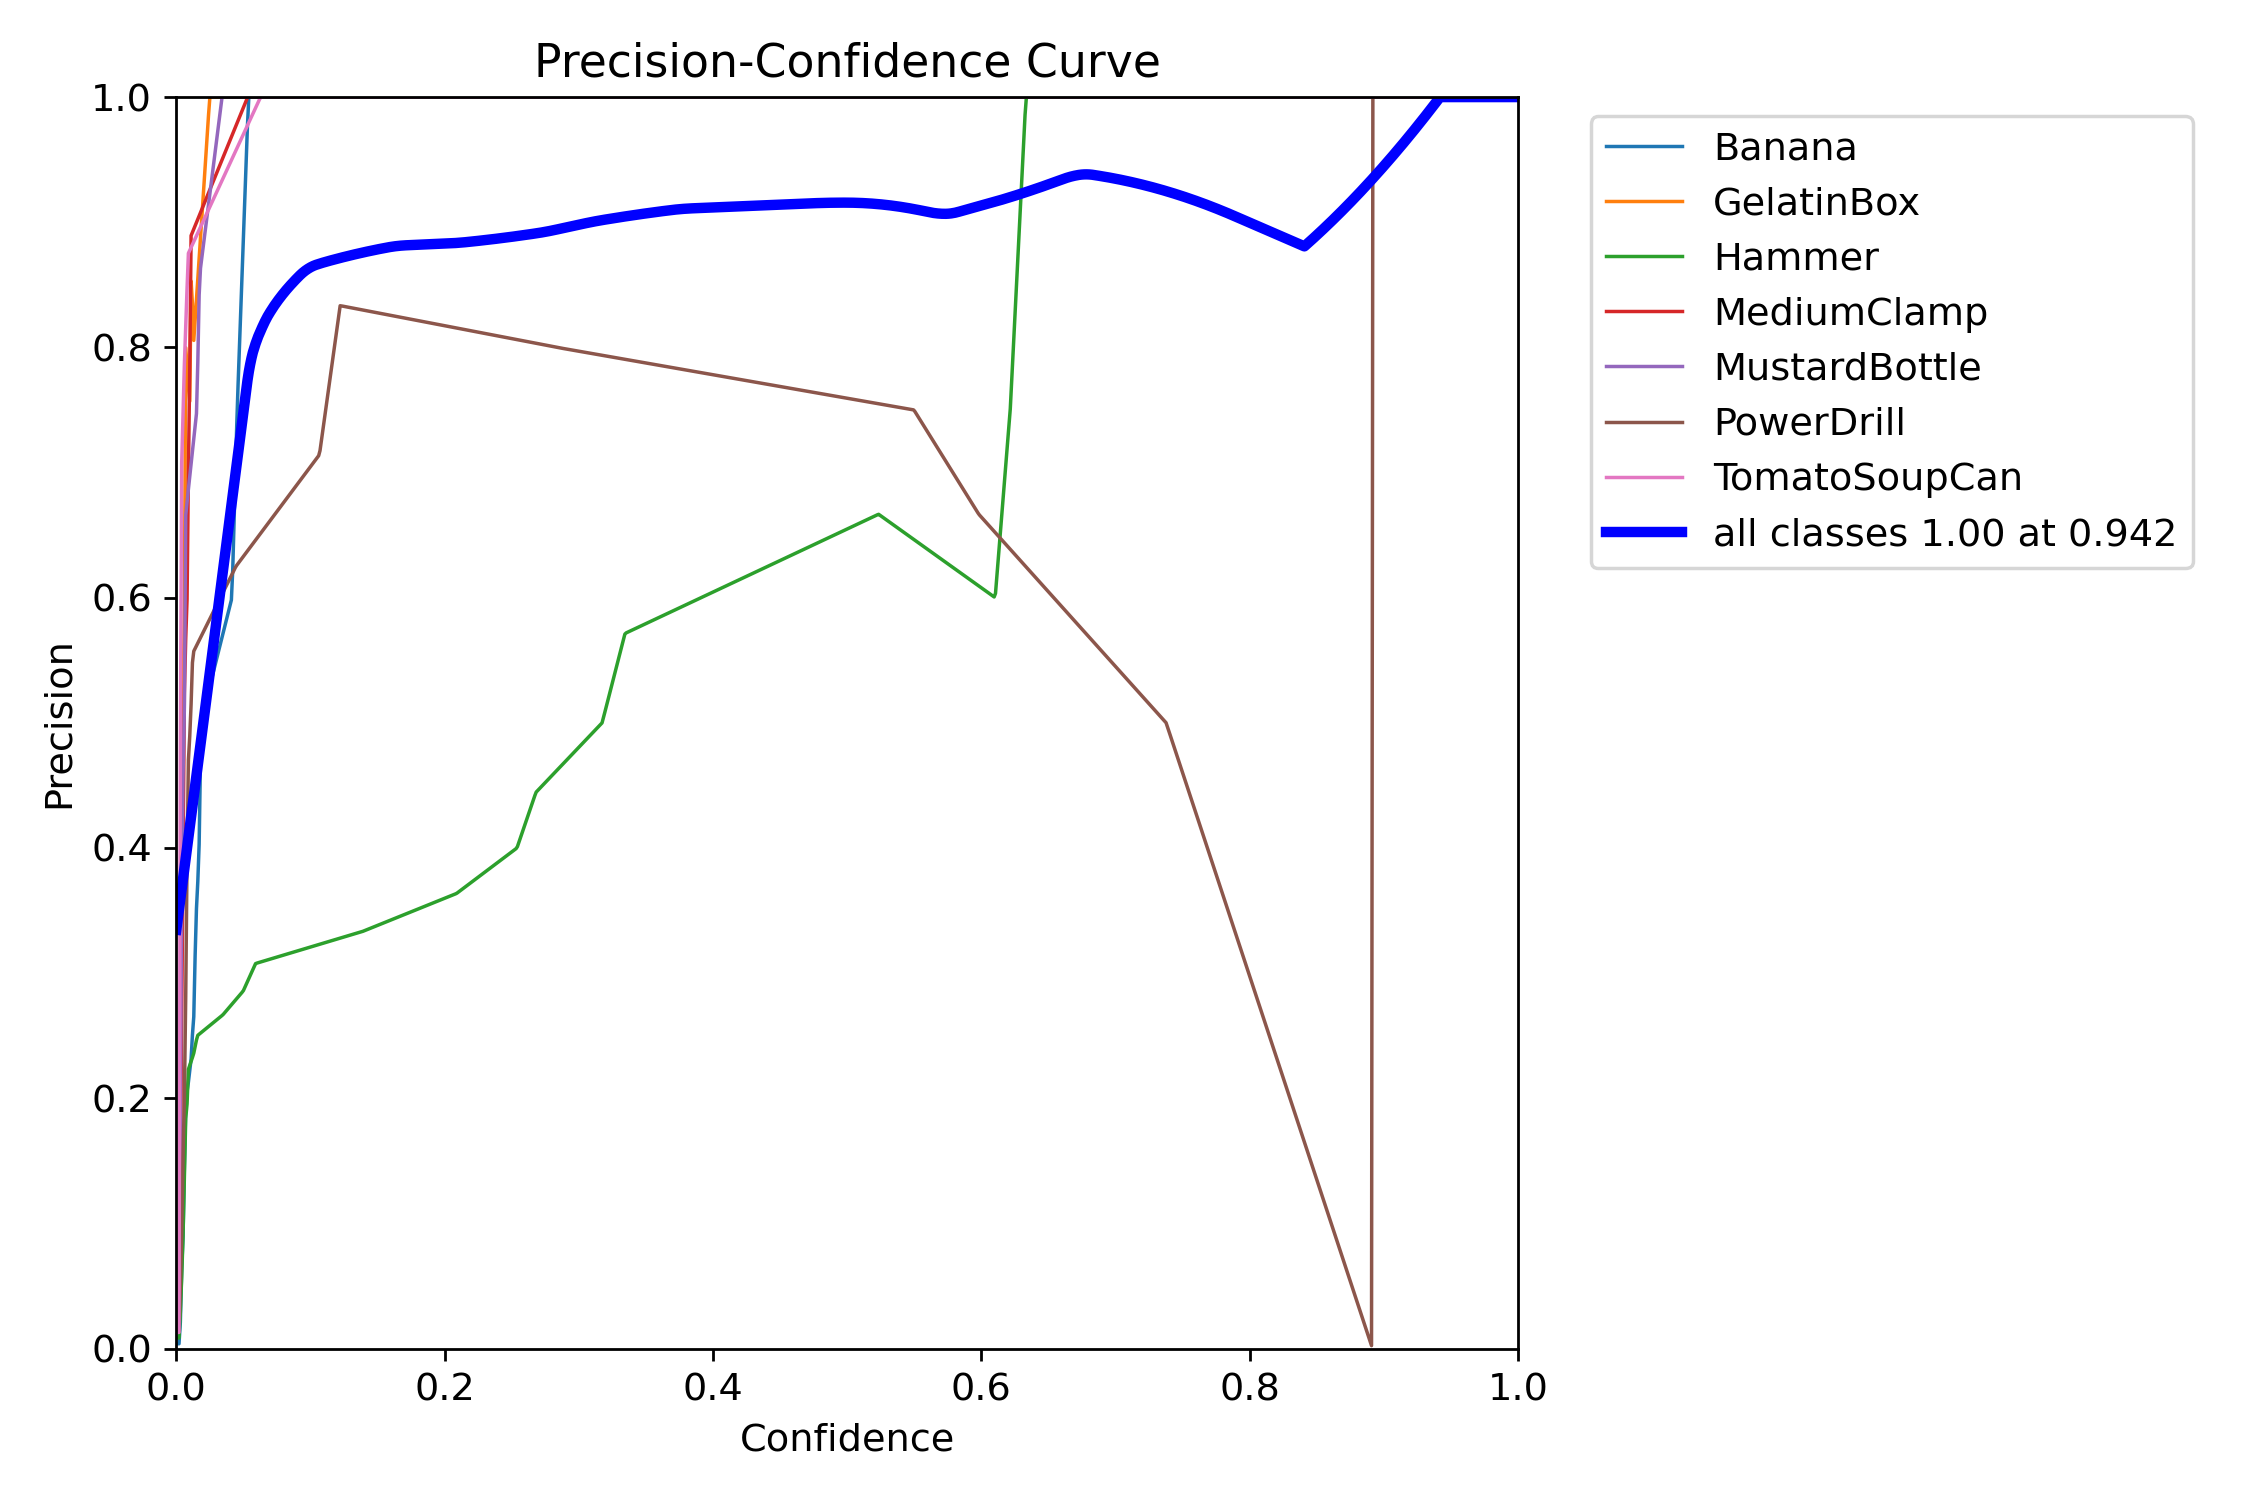 Precision-Confidence Curve
1.0
0.8
0.6
0.4
0.2
0.0
Precision
0.0 0.2 0.4 0.6 0.8 1.0
Confidence
Banana
GelatinBox
Hammer
MediumClamp
MustardBottle
PowerDrill
TomatoSoupCan
all classes 1.00 at 0.942